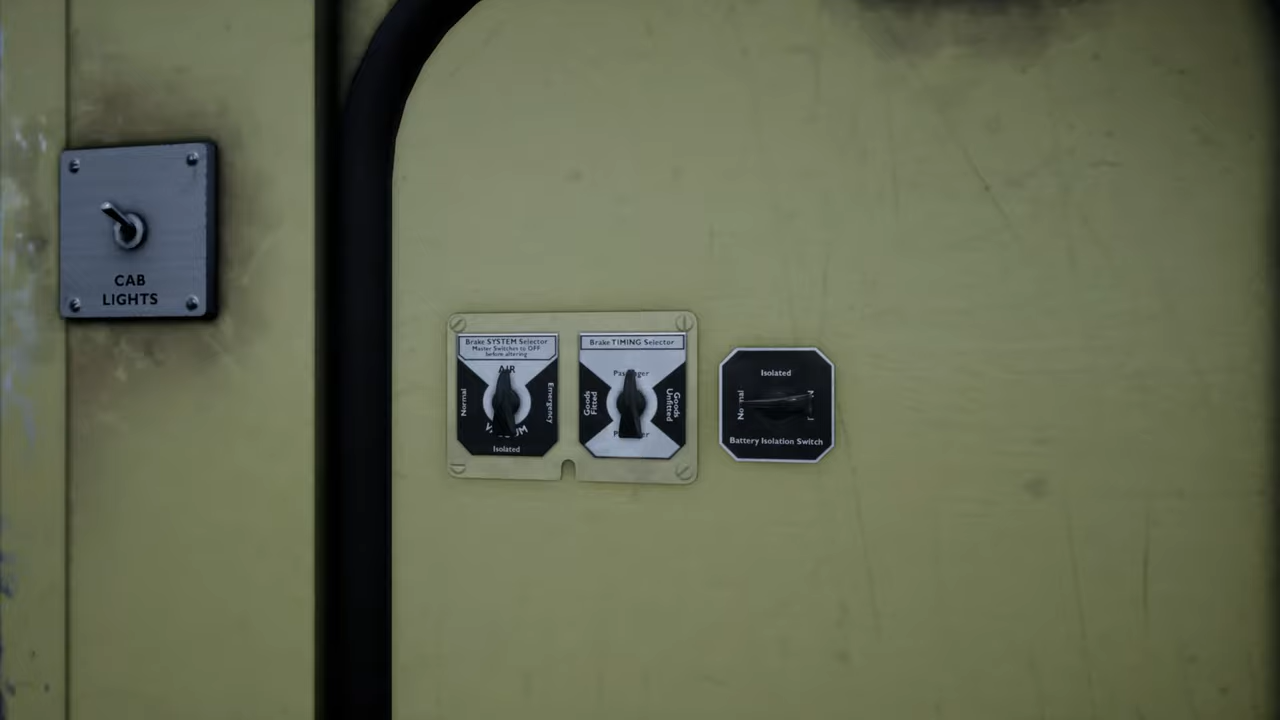 CAB
LIGHTS
Brake SYSTEM Selector
Master Switches to OFF
before altering
AIR
Normal
Emergency
Isolated
Brake TIMING Selector
Goods
Fitted
Goods
Unfitted
Isolated
Battery Isolation Switch